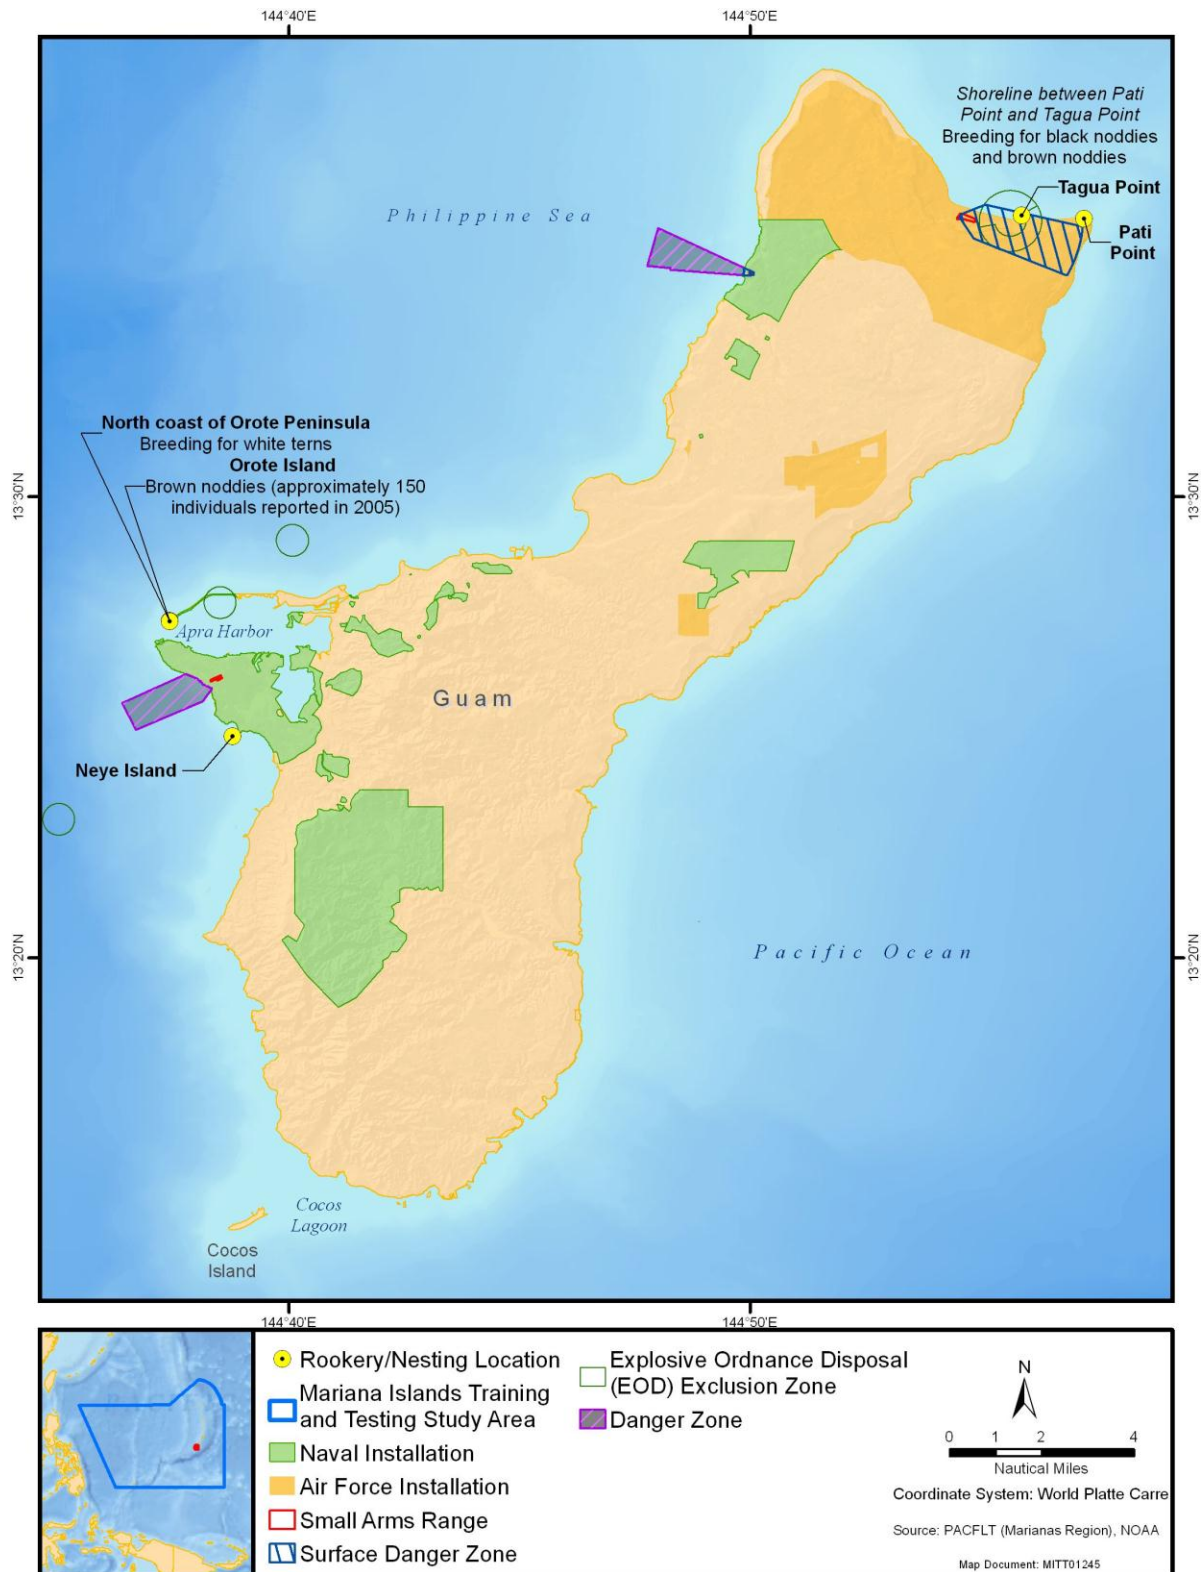 144°40'E
144°50'E
Shoreline between Pati
Point and Tagua Point
Breeding for black noddies
and brown noddies
Tagua Point
Pati
Point
Philippine Sea
North coast of Orote Peninsula
Breeding for white terns
Orote Island
Brown noddies (approximately 150
individuals reported in 2005)
13°30'N
13°30'N
Apra Harbor
Guam
Neye Island
13°20'N
Pacific Ocean
13°20'N
Cocos
Lagoon
Cocos
Island
144°40'E
144°50'E
Rookery/Nesting Location
Mariana Islands Training
and Testing Study Area
Naval Installation
Air Force Installation
Small Arms Range
Surface Danger Zone
Explosive Ordnance Disposal
(EOD) Exclusion Zone
Danger Zone
N
0 1 2 4
Nautical Miles
Coordinate System: World Platte Carre
Source: PACFLT (Marianas Region), NOAA
Map Document: MITT01245